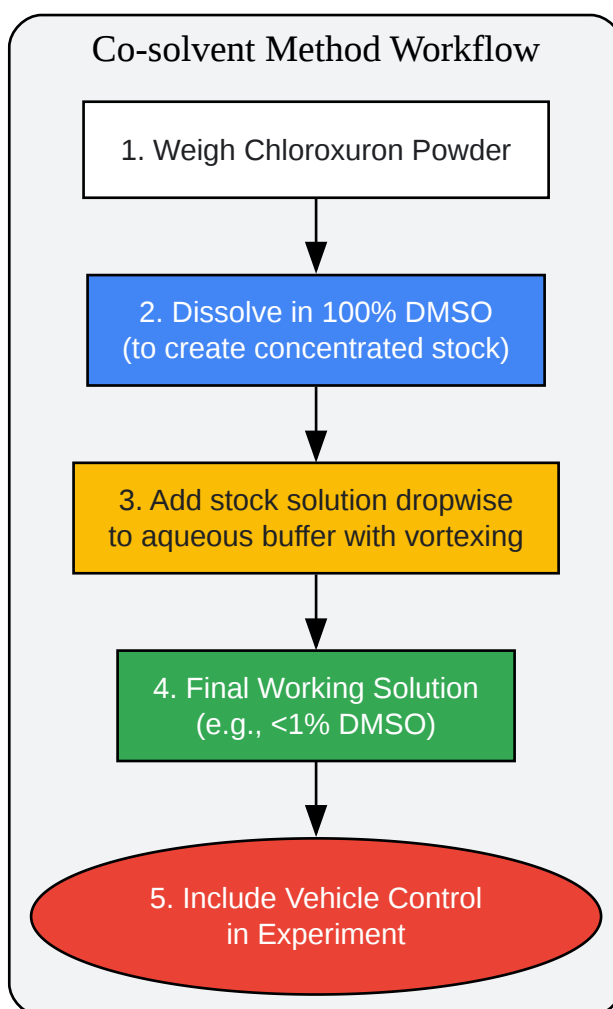 Co-solvent Method Workflow
1. Weigh Chloroxuron Powder
2. Dissolve in 100% DMSO
(to create concentrated stock)
3. Add stock solution dropwise
to aqueous buffer with vortexing
4. Final Working Solution
(e.g., <1% DMSO)
5. Include Vehicle Control
in Experiment